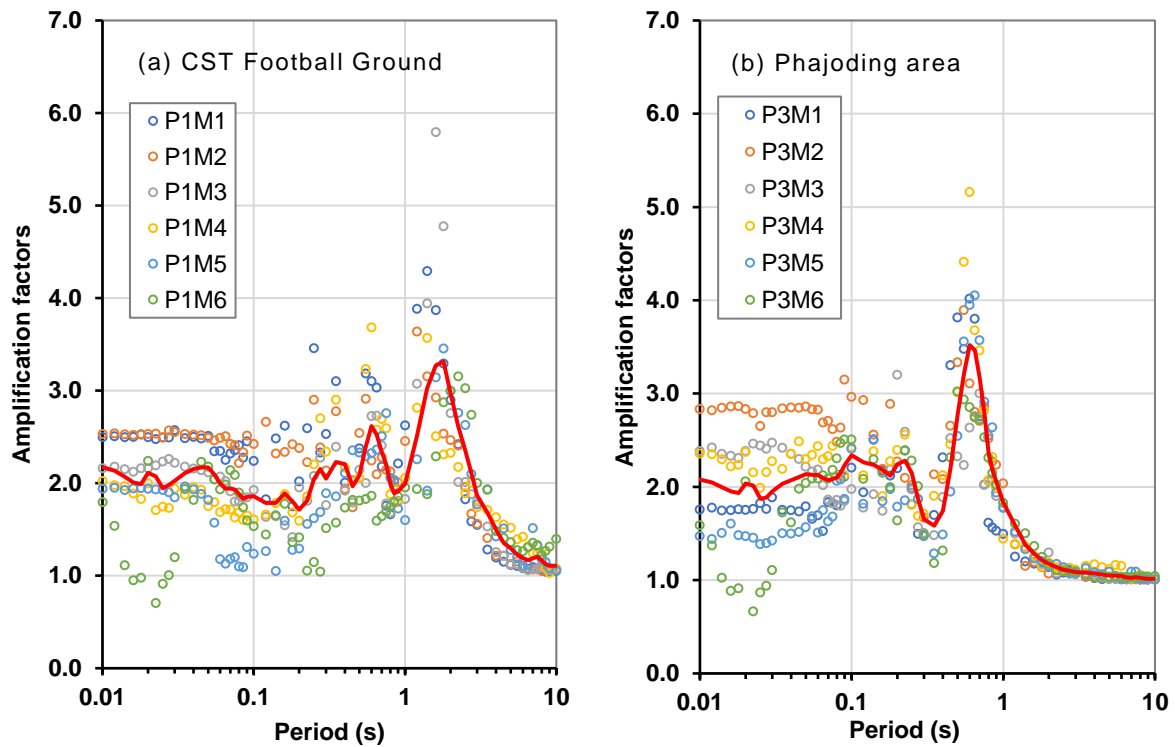 (a) CST Football Ground
Amplification factors
7.0
6.0
5.0
4.0
3.0
2.0
1.0
0.0
P1M1
P1M2
P1M3
P1M4
P1M5
P1M6
0.01 0.1 1 10
Period (s)
(b) Phajoding area
Amplification factors
7.0
6.0
5.0
4.0
3.0
2.0
1.0
0.0
P3M1
P3M2
P3M3
P3M4
P3M5
P3M6
0.01 0.1 1 10
Period (s)